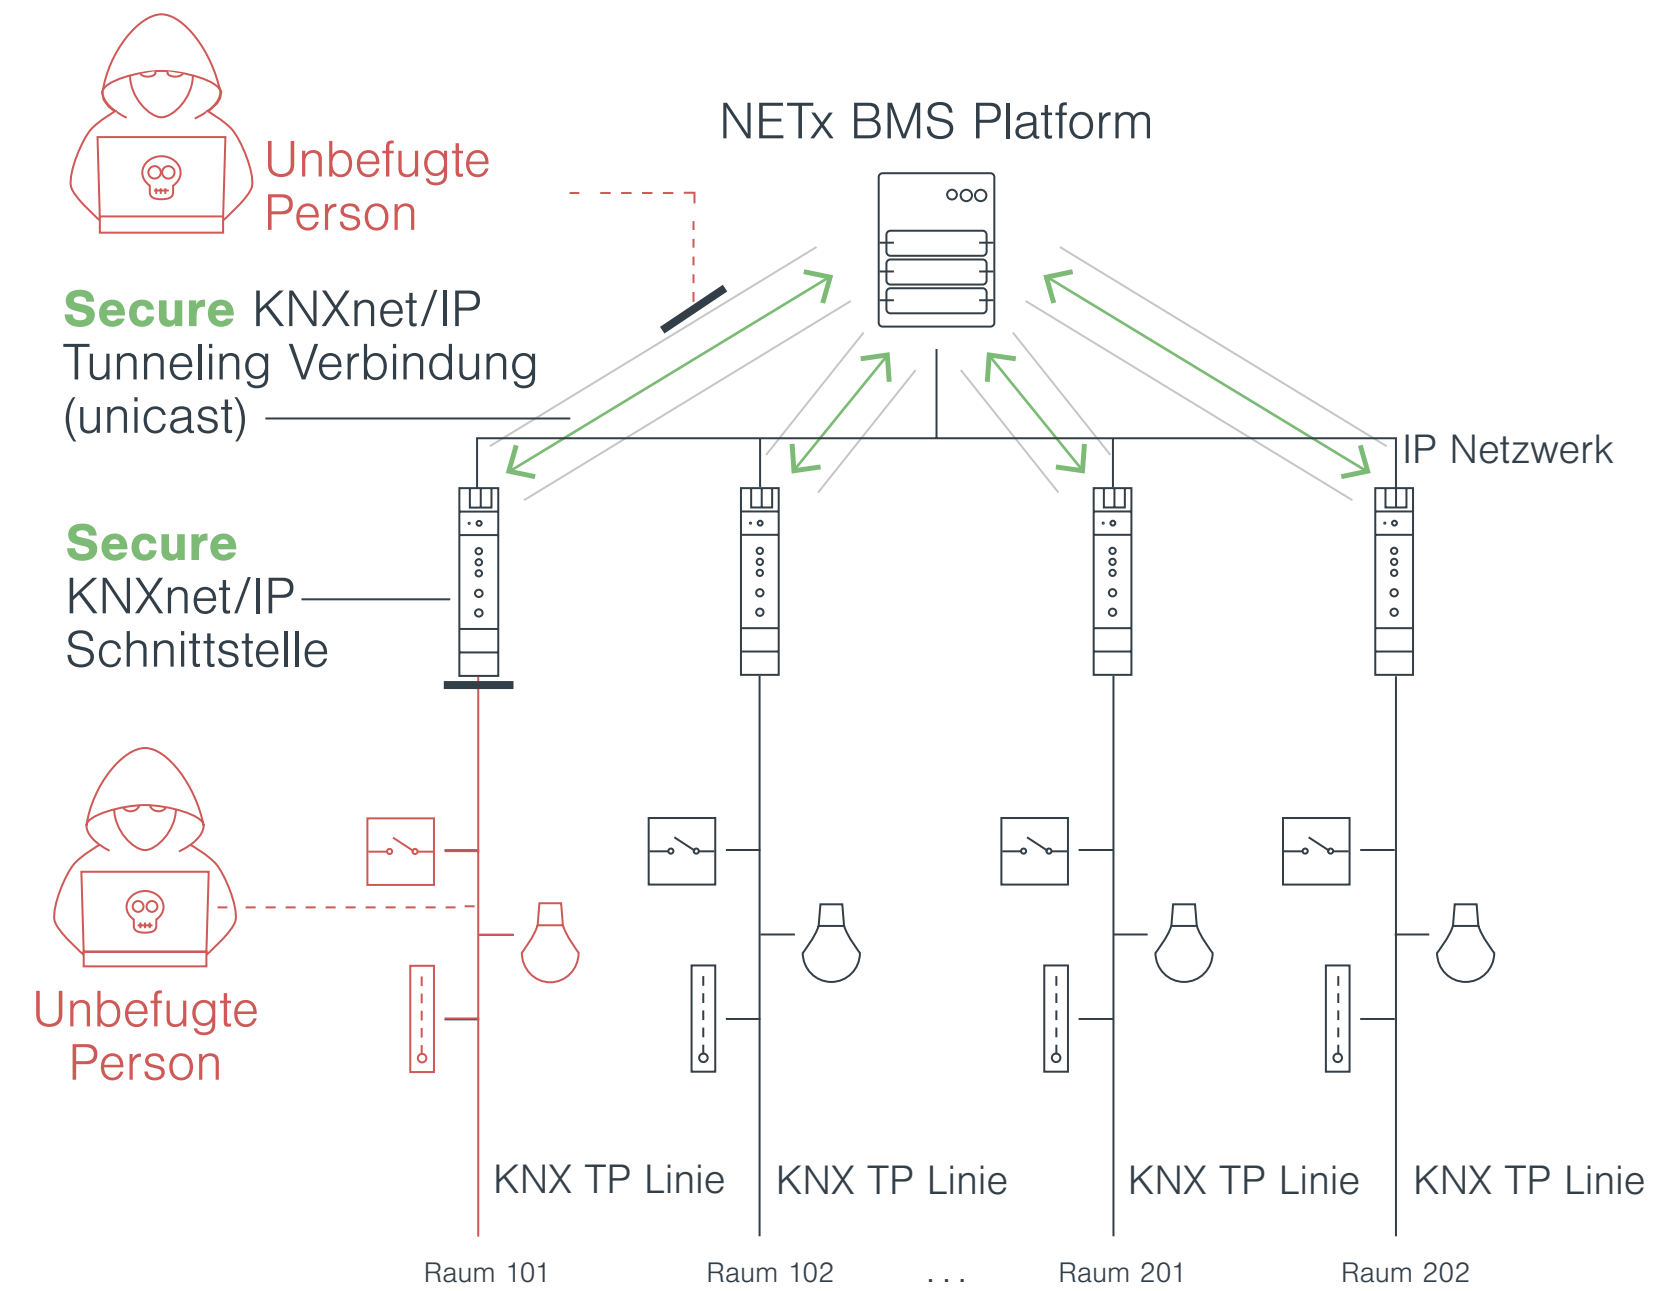 NETx BMS Platform
Unbefugte
Person
Secure KNXnet/IP
Tunneling Verbindung
(unicast)
IP Netzwerk
Secure
KNXnet/IP
Schnittstelle
Unbefugte
Person
KNX TP Linie
KNX TP Linie
KNX TP Linie
KNX TP Linie
Raum 101
Raum 102
...
Raum 201
Raum 202